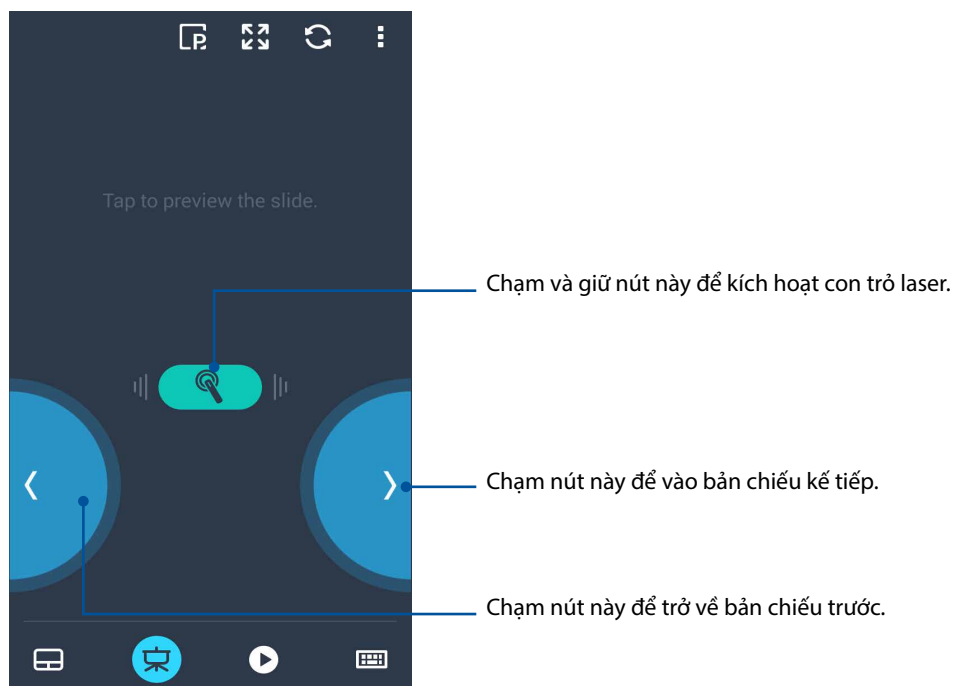 P
Tap to preview the slide.
Chạm và giữ nút này để kích hoạt con trỏ laser.
Chạm nút này để vào bản chiếu kế tiếp.
Chạm nút này để trở về bản chiếu trước.